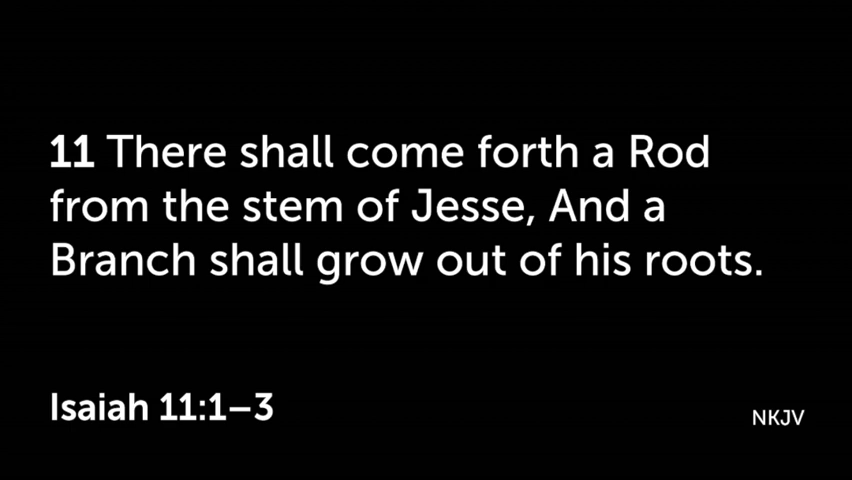 11 There shall come forth a Rod
from the stem of Jesse, And a
Branch shall grow out of his roots.
Isaiah 11:1–3
NKJV